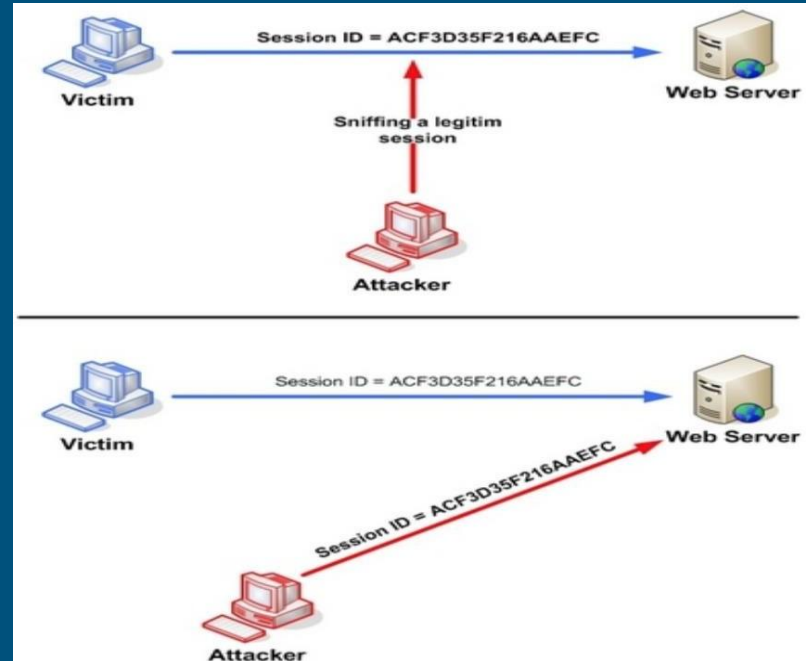 Session ID = ACF3D35F216AAEFC
Victim
Web Server
Sniffing a legitim
session
Attacker
Session ID = ACF3D35F216AAEFC
Victim
Web Server
Session ID = ACF3D35F216AAEFC
Attacker